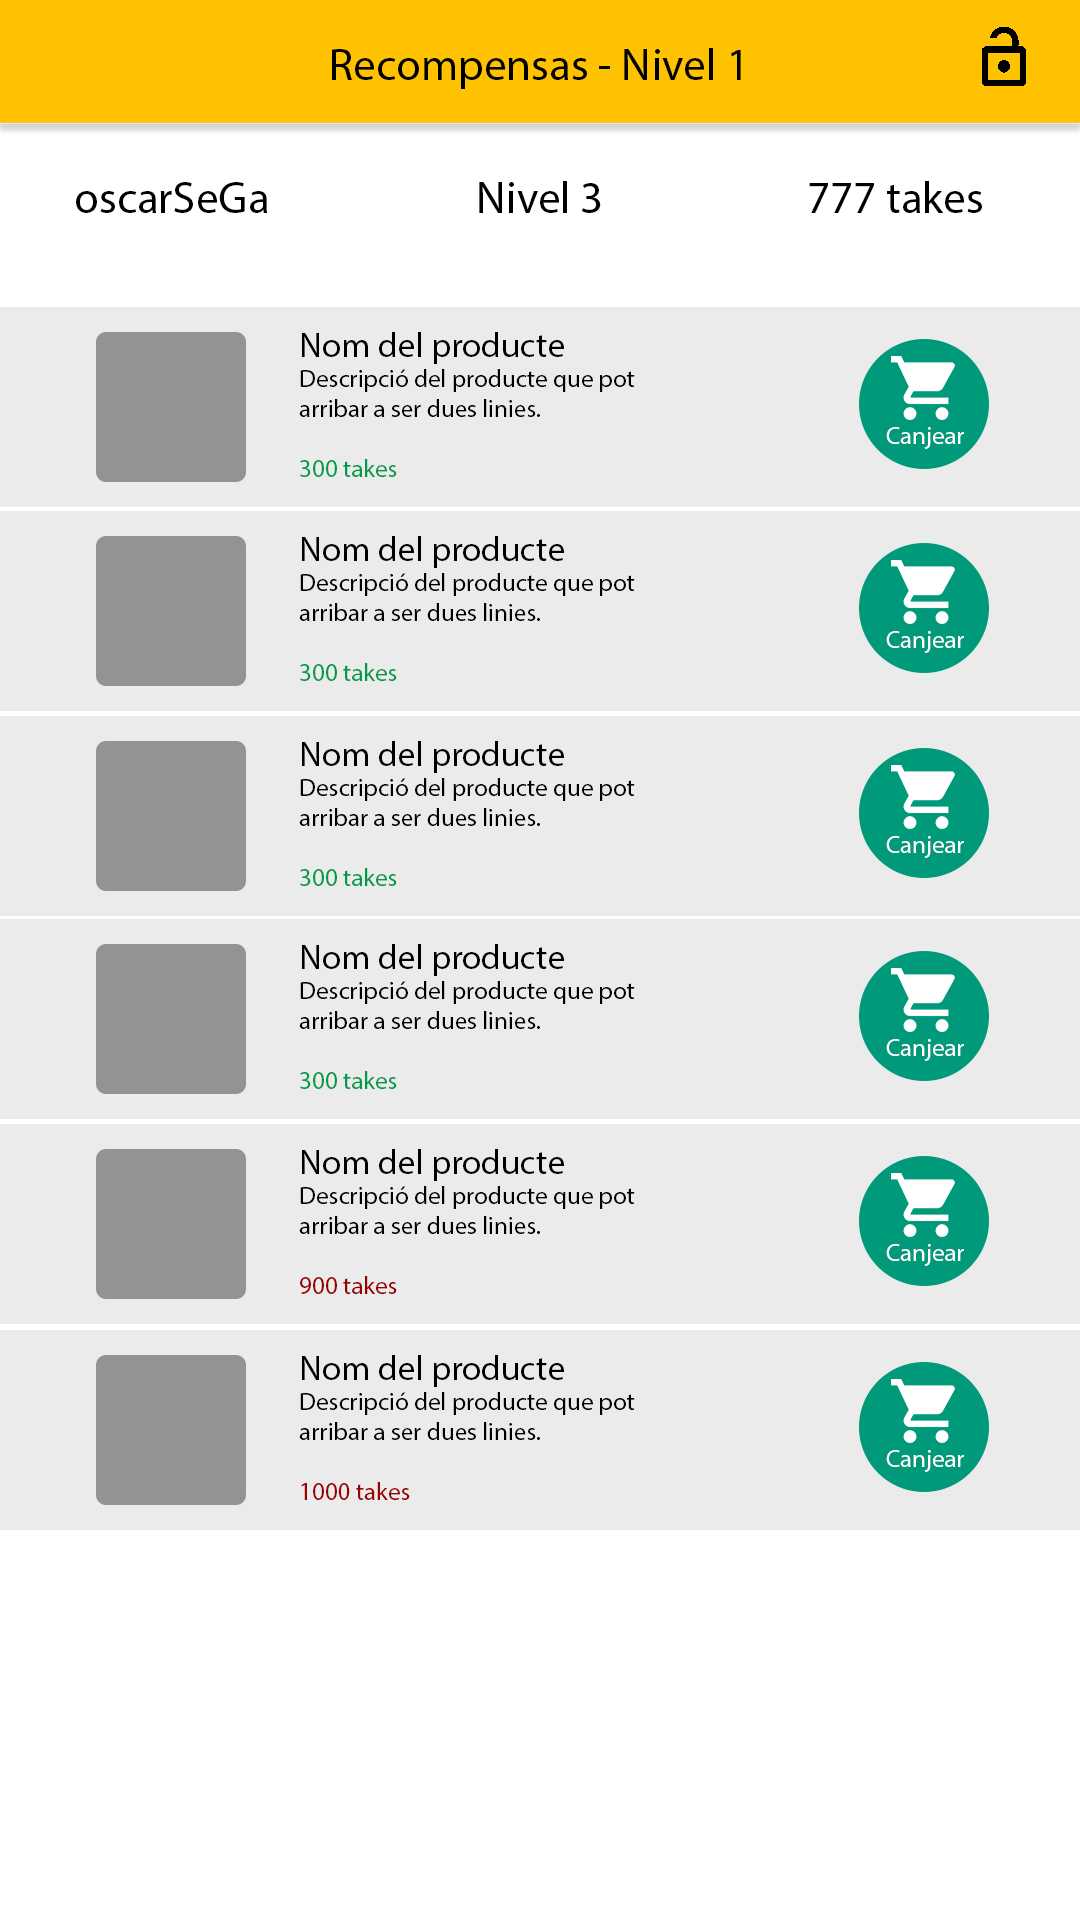 Recompensas - Nivel 1
oscarSeGa Nivel 3 777 takes
Nom del producte
Descripció del producte que pot
arribar a ser dues linies.
300 takes
Canjear
Nom del producte
Descripció del producte que pot
arribar a ser dues linies.
300 takes
Canjear
Nom del producte
Descripció del producte que pot
arribar a ser dues linies.
300 takes
Canjear
Nom del producte
Descripció del producte que pot
arribar a ser dues linies.
300 takes
Canjear
Nom del producte
Descripció del producte que pot
arribar a ser dues linies.
900 takes
Canjear
Nom del producte
Descripció del producte que pot
arribar a ser dues linies.
1000 takes
Canjear